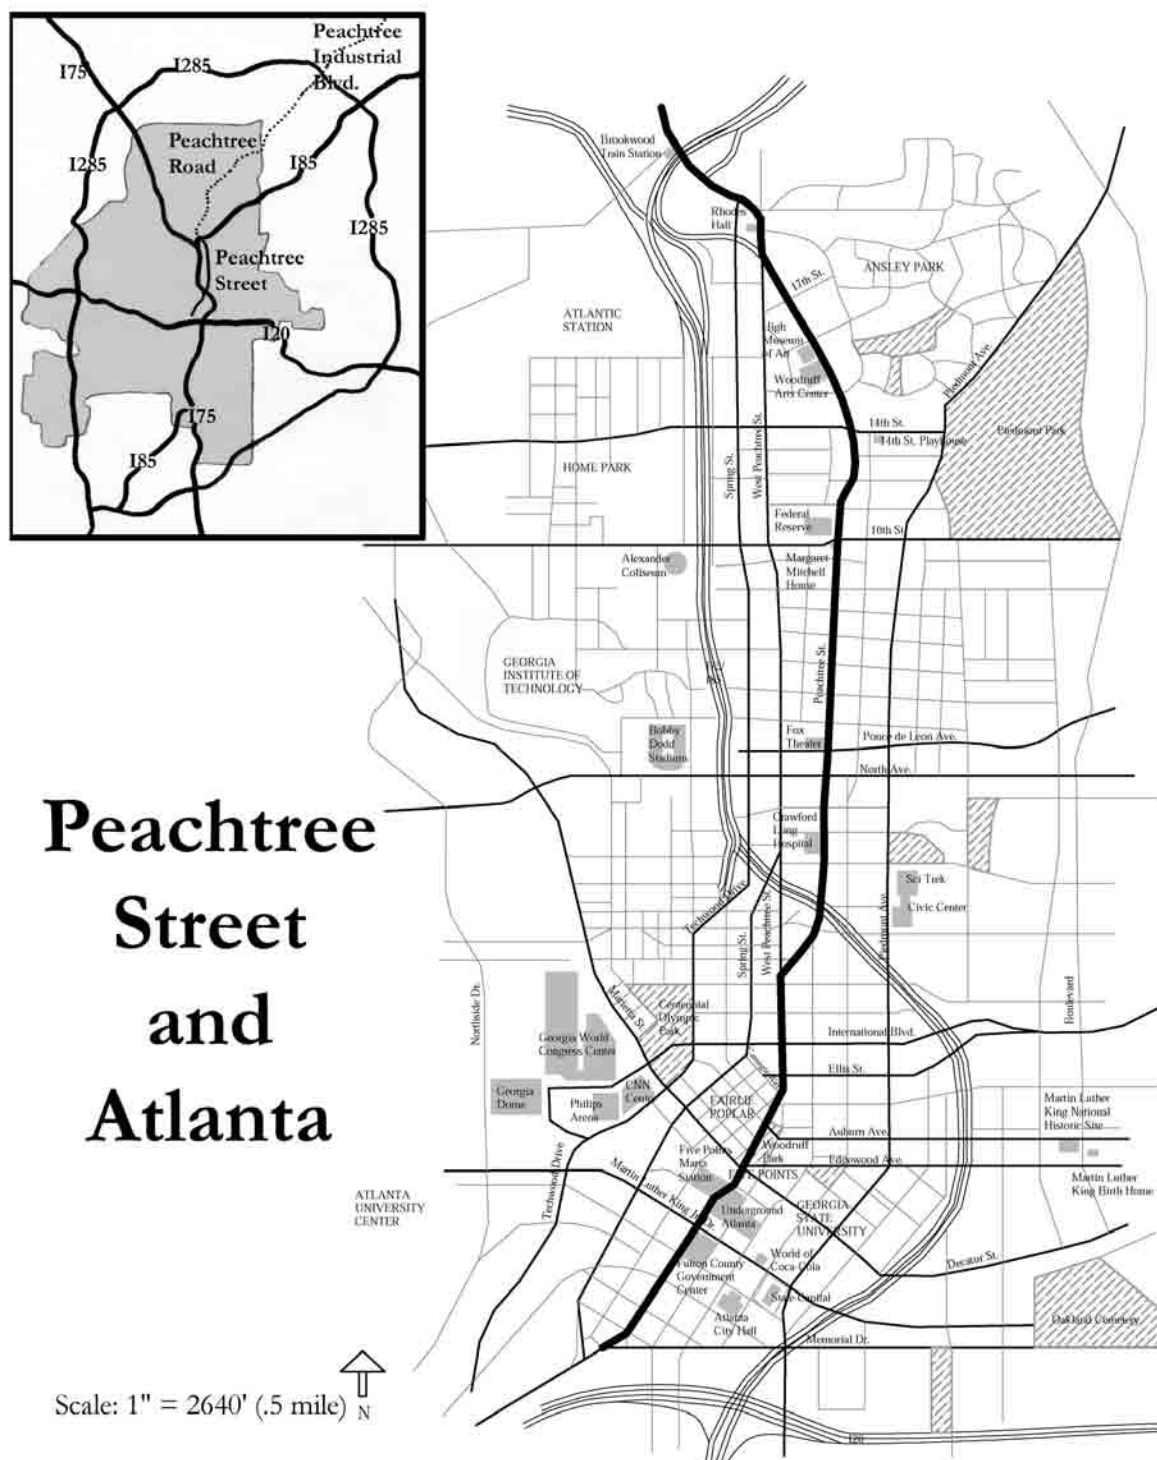 Peachtree
Industrial
Blvd.
I75
I285
Peachtree
Road
I285
I85
I285
Peachtree
Street
I20
I75
I85
Brookwood
Train Station
Rhodes
Hall
17th St.
ANSLEY PARK
ATLANTIC
STATION
High
Museum
of Art
Woodruff
Arts Center
Piedmont Ave.
14th St.
14th St. Playhouse
Piedmont Park
HOME PARK
Spring St.
West Peachtree St.
Federal
Reserve
10th St.
Alexander
Coliseum
Margaret
Mitchell
Home
GEORGIA
INSTITUTE OF
TECHNOLOGY
Peachtree St.
Bobby
Dodd
Stadium
Fox
Theater
Ponce de Leon Ave.
North Ave.
Peachtree
Street
and
Atlanta
Crawford
Long
Hospital
Sci Trek
Civic Center
Techwood Drive
Spring St.
West Peachtree St.
Piedmont Ave.
Northside Dr.
Marietta St.
Centennial
Olympic
Park
Boulevard
Georgia World
Congress Center
International Blvd.
Ellis St.
Georgia
Dome
Philips
Arena
CNN
Center
FAIRLIE
POPLAR
Martin Luther
King National
Historic Site
Auburn Ave.
Five Points
Marta
Station
Woodruff
Park
Edgewood Ave.
FIVE POINTS
Techwood Drive
Martin Luther King Jr. Dr.
Martin Luther
King Birth Home
ATLANTA
UNIVERSITY
CENTER
Underground
Atlanta
GEORGIA
STATE
UNIVERSITY
Fulton County
Government
Center
World of
Coca-Cola
Decatur St.
State Capital
Atlanta
City Hall
Oakland Cemetery
Memorial Dr.
Scale: 1" = 2640' (.5 mile)
N
I20